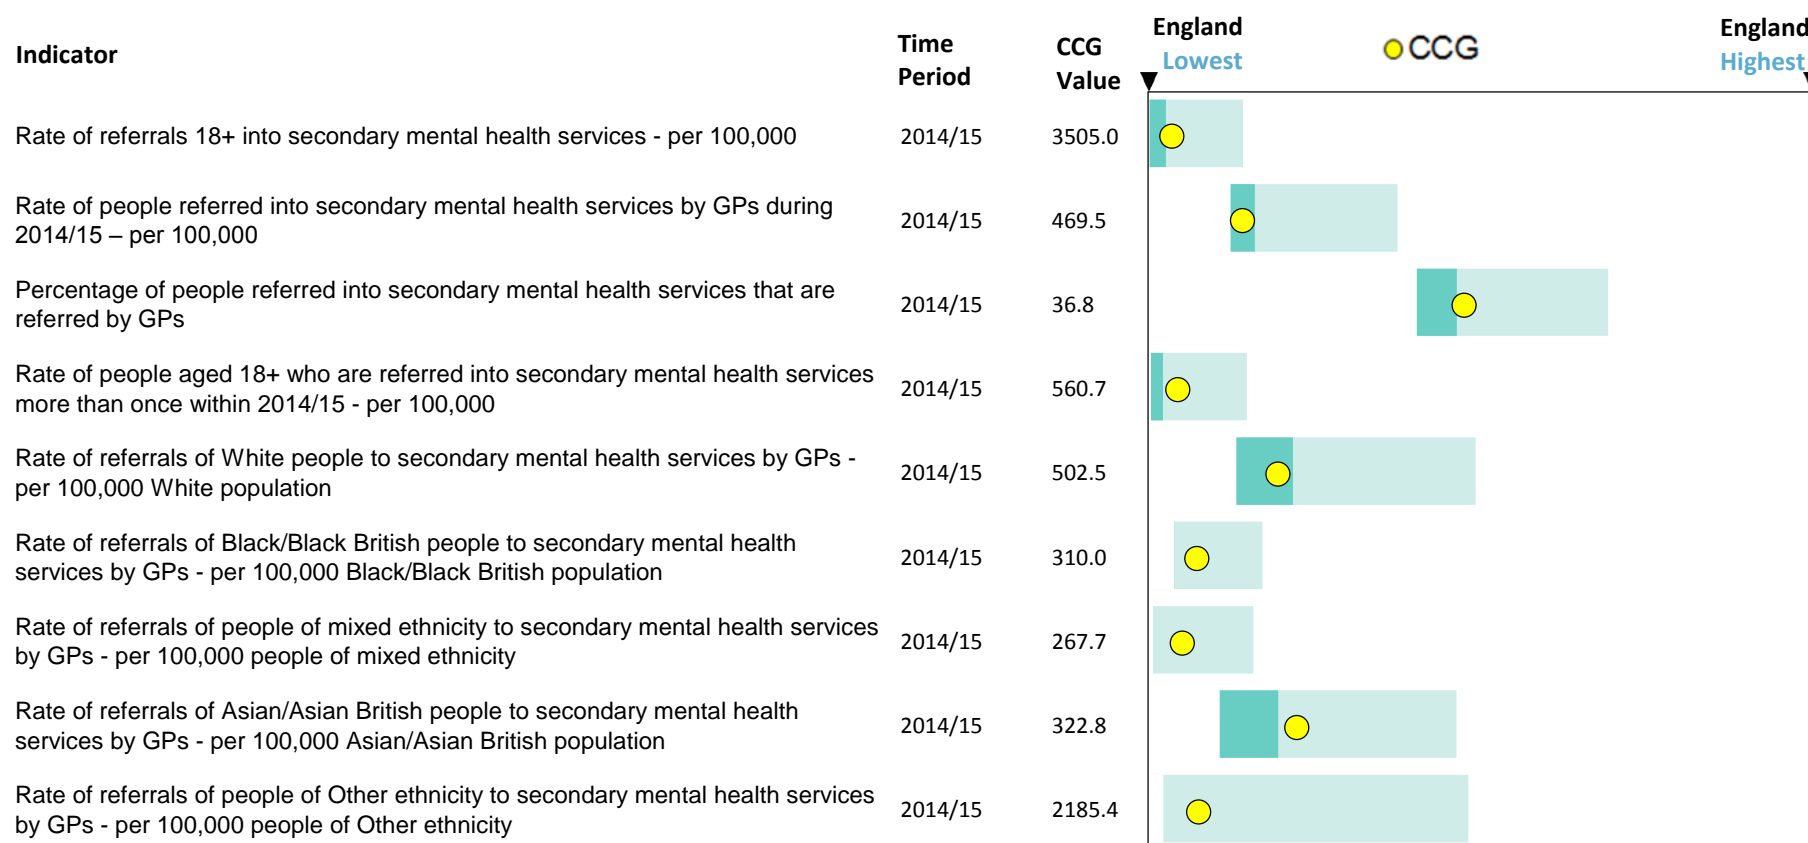 Indicator
Time
Period
CCG
Value
England
Lowest
CCG
England
Highest
Rate of referrals 18+ into secondary mental health services - per 100,000
2014/15
3505.0
Rate of people referred into secondary mental health services by GPs during
2014/15 – per 100,000
2014/15
469.5
Percentage of people referred into secondary mental health services that are
referred by GPs
2014/15
36.8
Rate of people aged 18+ who are referred into secondary mental health services
more than once within 2014/15 - per 100,000
2014/15
560.7
Rate of referrals of White people to secondary mental health services by GPs -
per 100,000 White population
2014/15
502.5
Rate of referrals of Black/Black British people to secondary mental health
services by GPs - per 100,000 Black/Black British population
2014/15
310.0
Rate of referrals of people of mixed ethnicity to secondary mental health services
by GPs - per 100,000 people of mixed ethnicity
2014/15
267.7
Rate of referrals of Asian/Asian British people to secondary mental health
services by GPs - per 100,000 Asian/Asian British population
2014/15
322.8
Rate of referrals of people of Other ethnicity to secondary mental health services
by GPs - per 100,000 people of Other ethnicity
2014/15
2185.4